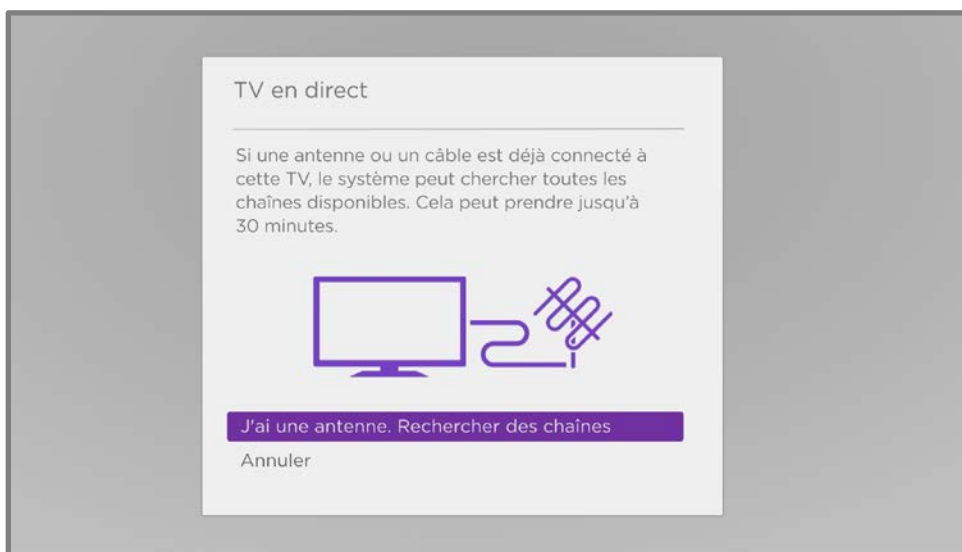 TV en direct
Si une antenne ou un câble est déjà connecté à
cette TV, le système peut chercher toutes les
chaînes disponibles. Cela peut prendre jusqu'à
30 minutes.
J'ai une antenne. Rechercher des chaînes
Annuler